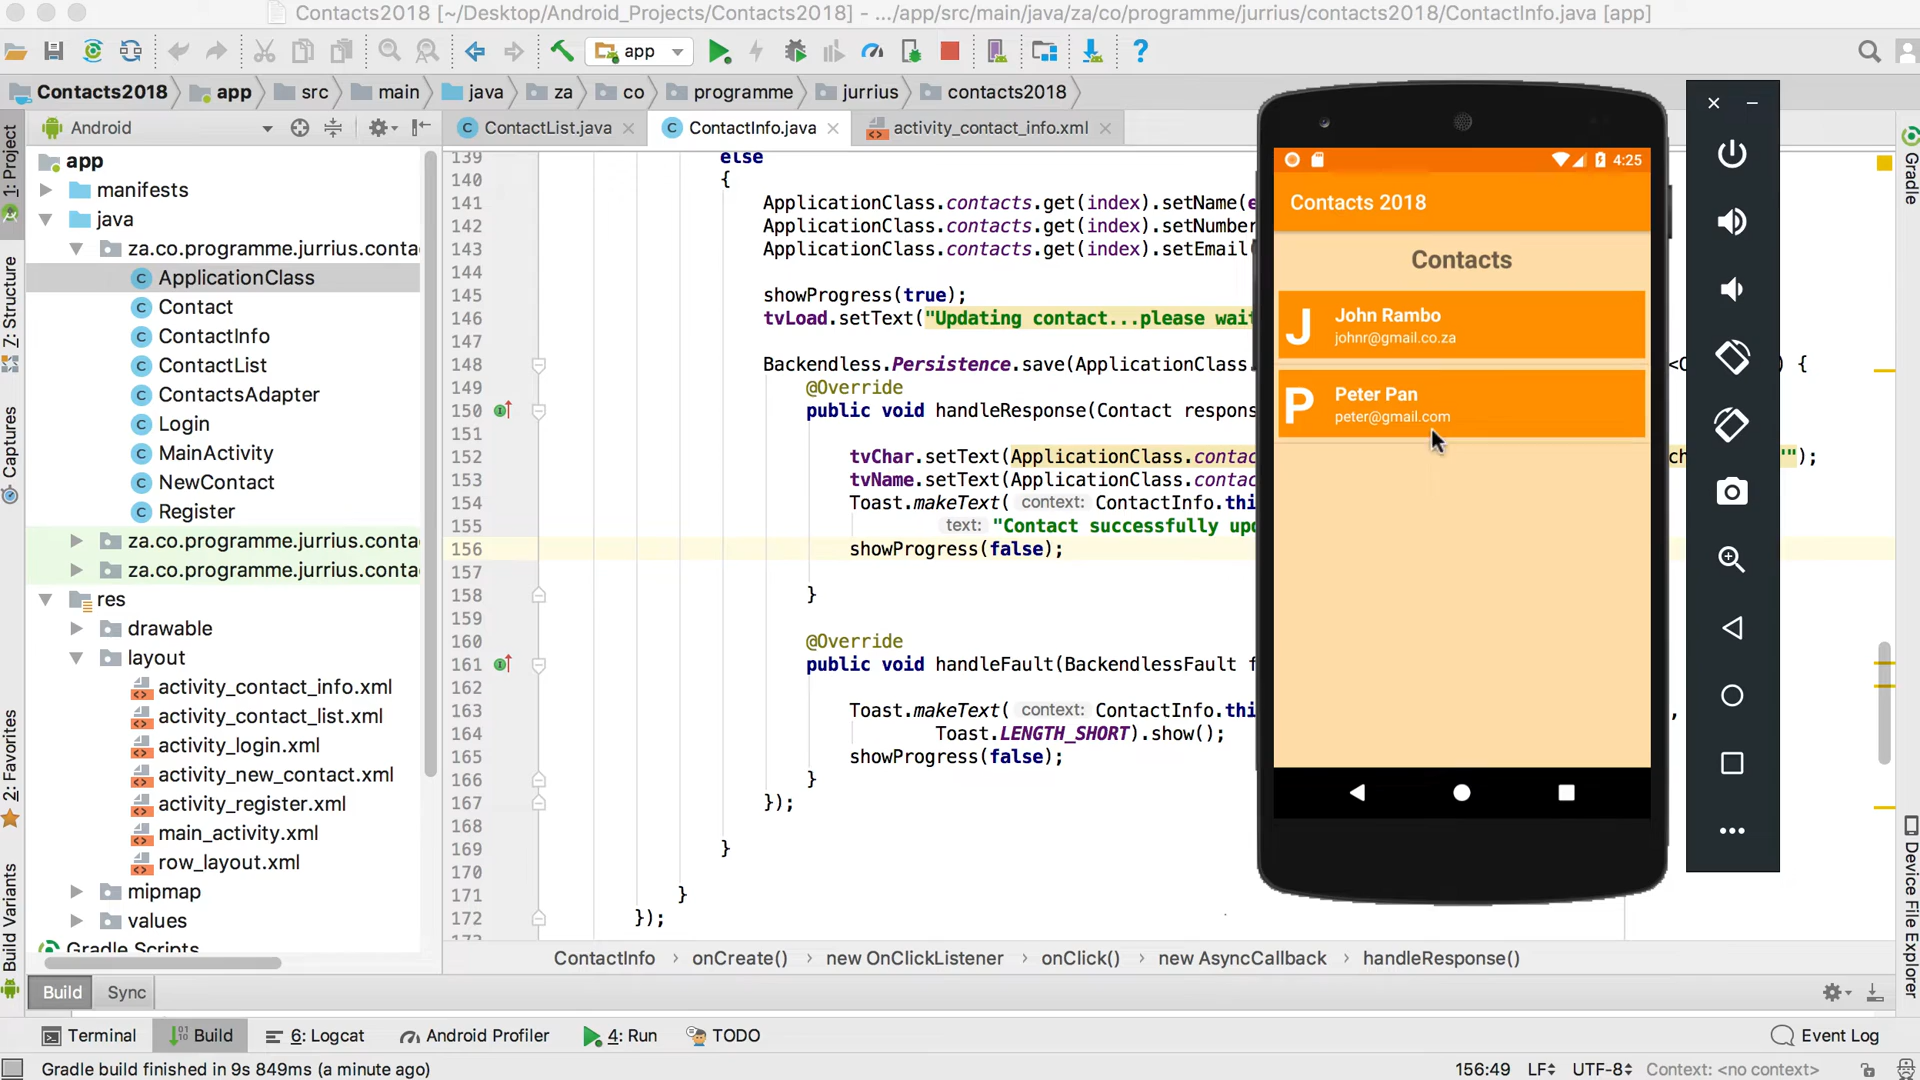 Contacts2018 [~/Desktop/Android_Projects/Contacts2018] - .../app/src/main/java/za/co/programme/jurrius/contacts2018/ContactInfo.java [app]
app
Contacts2018 app src main java za co programme jurrius contacts2018
Android
ContactList.java ContactInfo.java activity_contact_info.xml
1: Project
Z: Structure
Captures
2: Favorites
Build Variants
app
manifests
java
za.co.programme.jurrius.conta
ApplicationClass
Contact
ContactInfo
ContactList
ContactsAdapter
Login
MainActivity
NewContact
Register
za.co.programme.jurrius.conta
za.co.programme.jurrius.conta
res
drawable
layout
activity_contact_info.xml
activity_contact_list.xml
activity_login.xml
activity_new_contact.xml
activity_register.xml
main_activity.xml
row_layout.xml
mipmap
values
Gradle Scripts
139 else
140 {
141 ApplicationClass.contacts.get(index).setName(
142 ApplicationClass.contacts.get(index).setNumber
143 ApplicationClass.contacts.get(index).setEmail(
144
145 showProgress(true);
146 tvLoad.setText("Updating contact...please wait
147
148 Backendless.Persistence.save(ApplicationClass. ) {
149 @Override
150 public void handleResponse(Contact respons
151
152 tvChar.setText(ApplicationClass.contac "");
153 tvName.setText(ApplicationClass.contac
154 Toast.makeText( context: ContactInfo.thi
155 text: "Contact successfully upd
156 showProgress(false);
157
158 }
159
160 @Override
161 public void handleFault(BackendlessFault f
162
163 Toast.makeText( context: ContactInfo.thi ,
164 Toast.LENGTH_SHORT).show();
165 showProgress(false);
166 }
167 });
168
169 }
170
171 }
172 });
4:25
Contacts 2018
Contacts
J
John Rambo
johnr@gmail.co.za
P
Peter Pan
peter@gmail.com
Gradle
Device File Explorer
ContactInfo › onCreate() › new OnClickListener › onClick() › new AsyncCallback › handleResponse()
Build Sync
Terminal Build 6: Logcat Android Profiler 4: Run TODO Event Log
Gradle build finished in 9s 849ms (a minute ago) 156:49 LF UTF-8 Context: <no context>